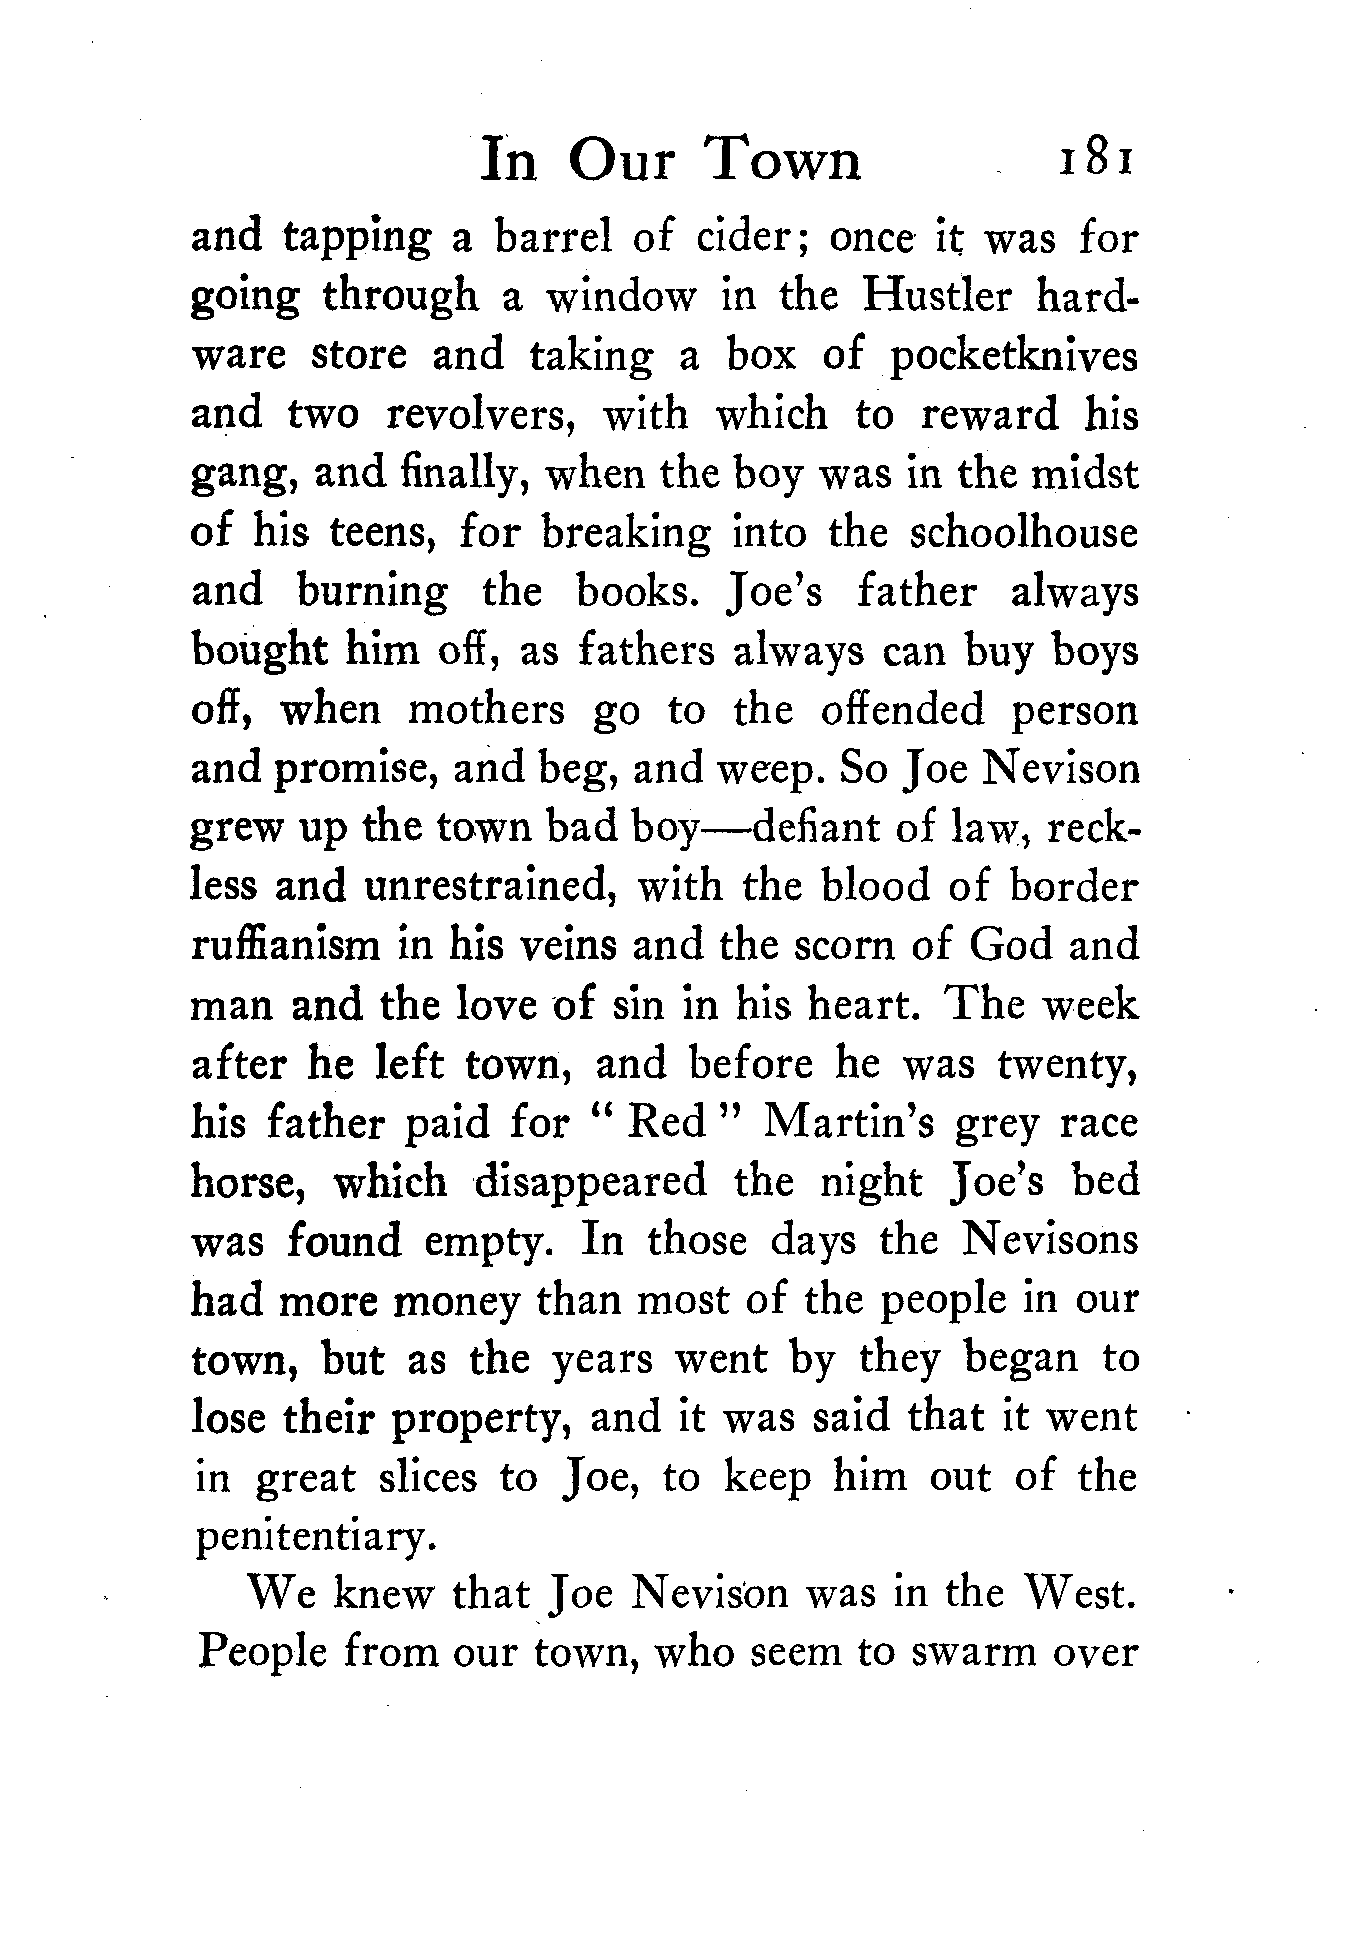 In Our Town 181
and tapping a barrel of cider; once it was for
going through a window in the Hustler hard-
ware store and taking a box of pocketknives
and two revolvers, with which to reward his
gang, and finally, when the boy was in the midst
of his teens, for breaking into the schoolhouse
and burning the books. Joe's father always
bought him off, as fathers always can buy boys
off, when mothers go to the offended person
and promise, and beg, and weep. So Joe Nevison
grew up the town bad boy—defiant of law, reck-
less and unrestrained, with the blood of border
ruffianism in his veins and the scorn of God and
man and the love of sin in his heart. The week
after he left town, and before he was twenty,
his father paid for “ Red ” Martin's grey race
horse, which disappeared the night Joe's bed
was found empty. In those days the Nevisons
had more money than most of the people in our
town, but as the years went by they began to
lose their property, and it was said that it went
in great slices to Joe, to keep him out of the
penitentiary.
We knew that Joe Nevison was in the West.
People from our town, who seem to swarm over